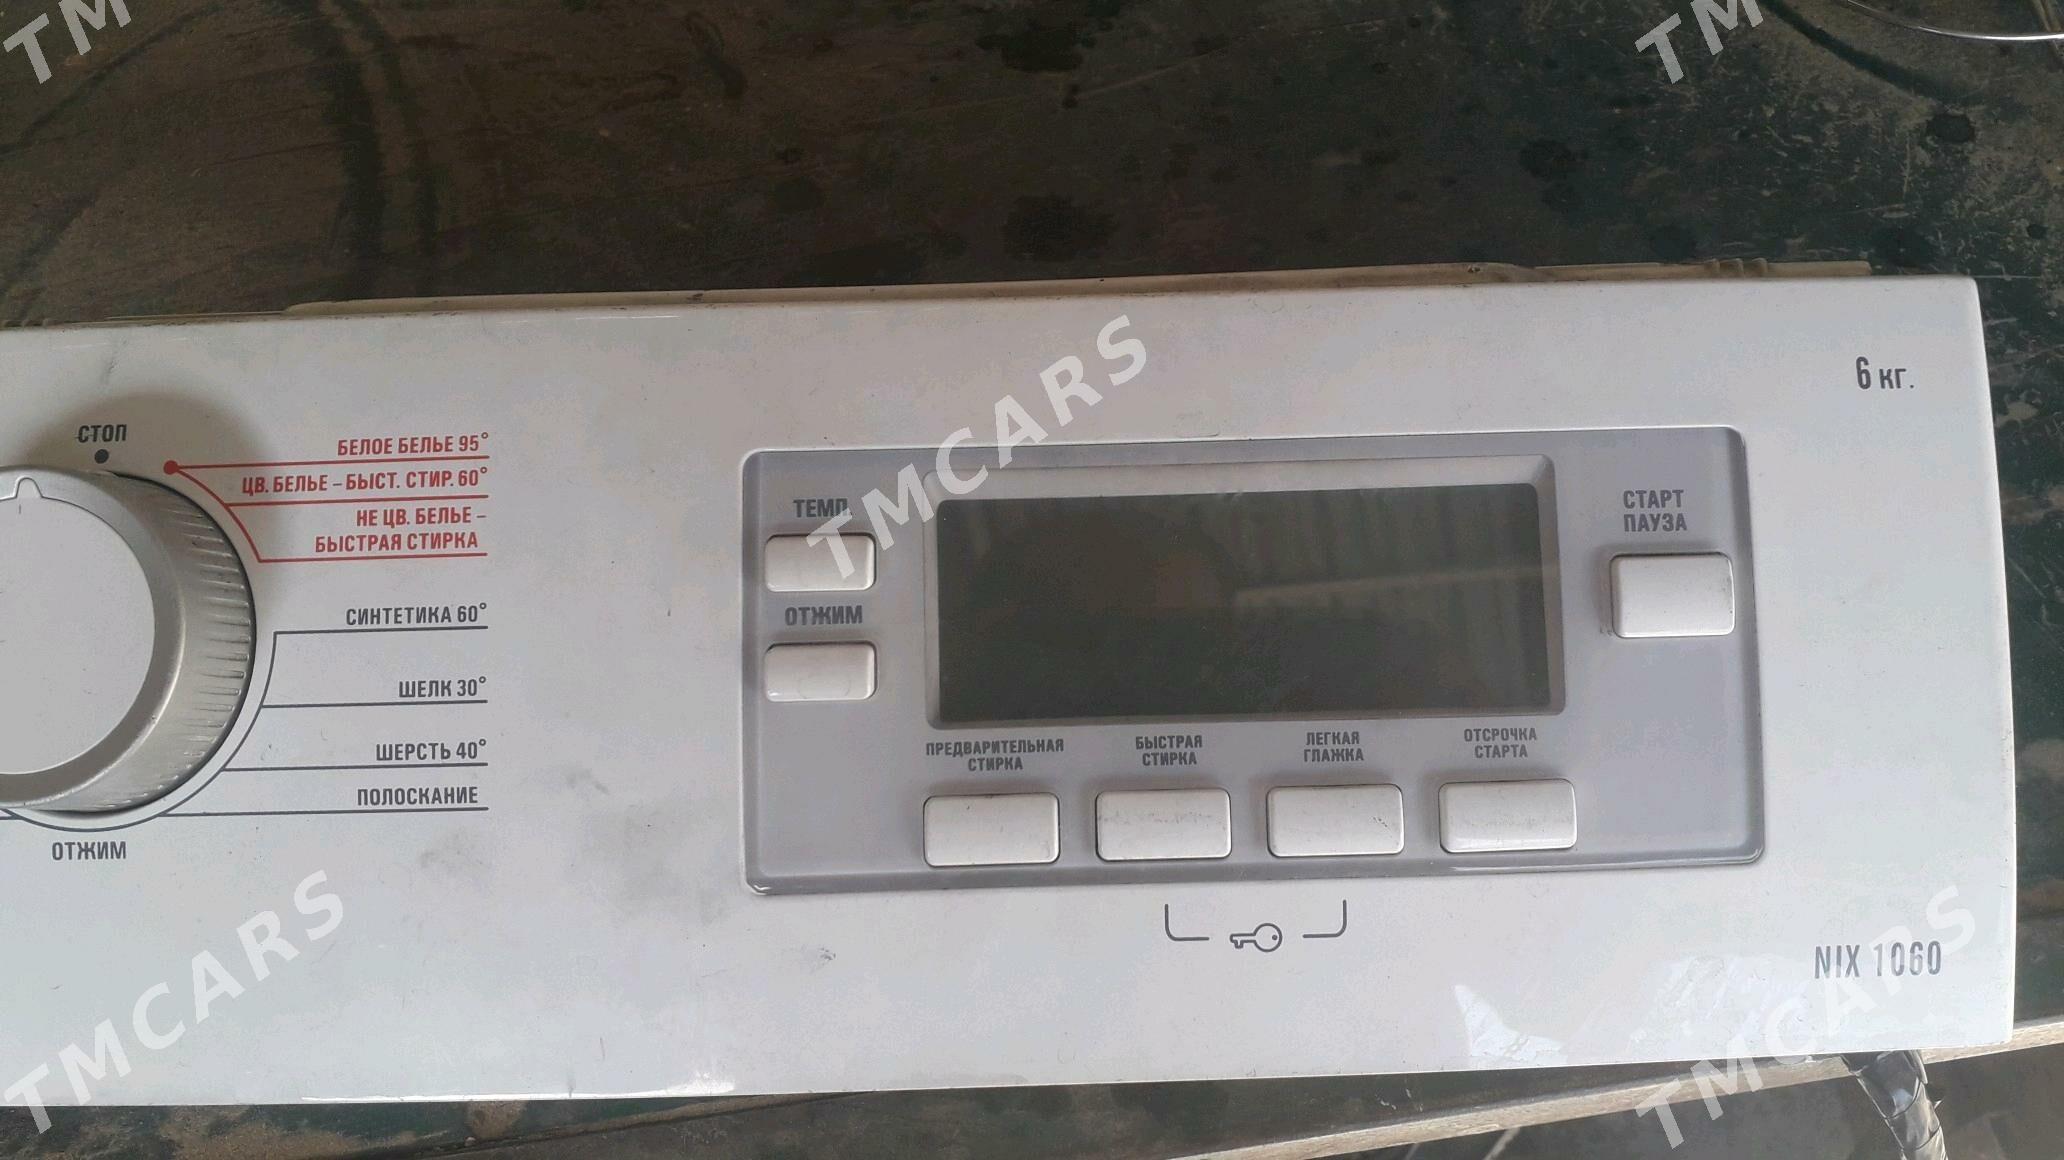 6 кг.
СТОП
БЕЛОЕ БЕЛЬЕ 95°
ЦВ. БЕЛЬЕ – БЫСТ. СТИР. 60°
НЕ ЦВ. БЕЛЬЕ –
БЫСТРАЯ СТИРКА
СИНТЕТИКА 60°
ШЕЛК 30°
ШЕРСТЬ 40°
ПОЛОСКАНИЕ
ОТЖИМ
ТЕМП.
ОТЖИМ
СТАРТ
ПАУЗА
ПРЕДВАРИТЕЛЬНАЯ
СТИРКА
БЫСТРАЯ
СТИРКА
ЛЕГКАЯ
ГЛАЖКА
ОТСРОЧКА
СТАРТА
NIX 1060
TMCARS
TMCARS
TMCARS
TM
TM